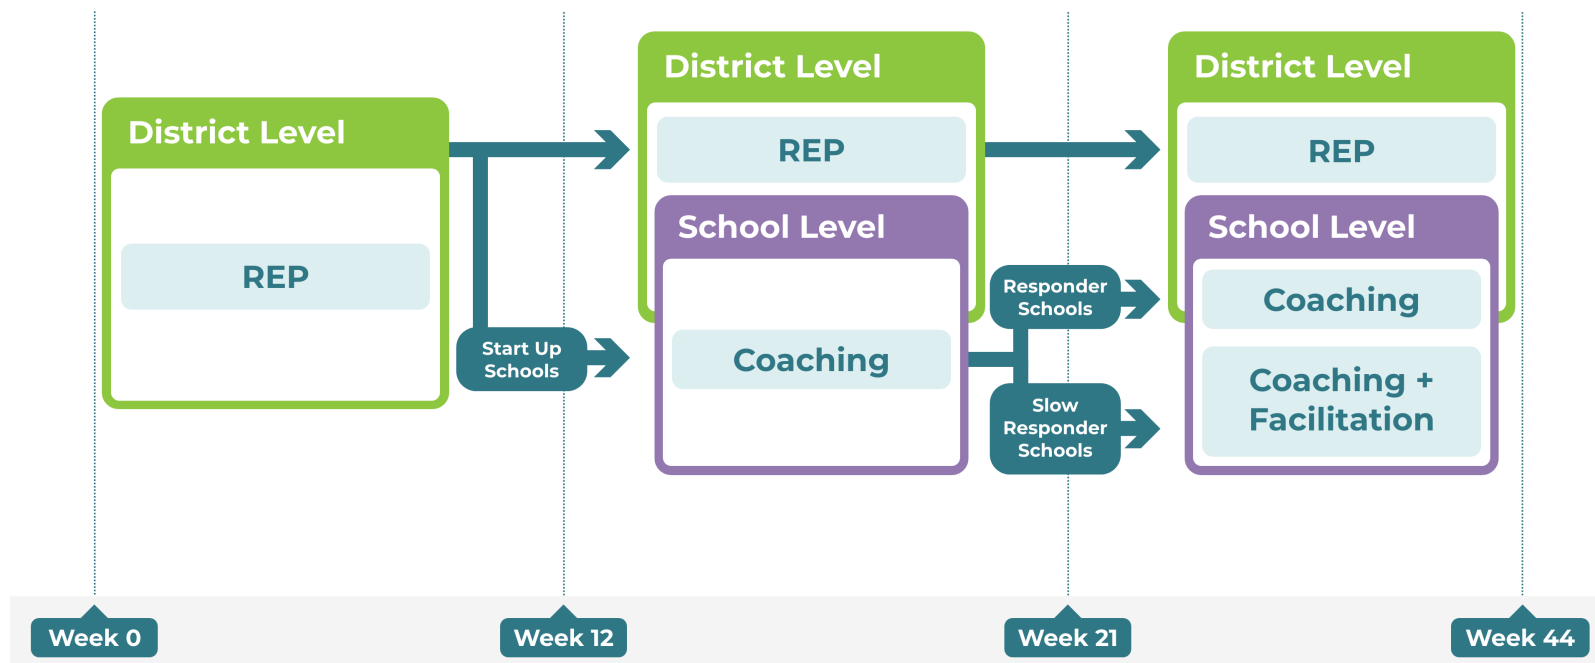 District Level
REP
Start Up
Schools
District Level
REP
School Level
Coaching
Responder
Schools
Slow
Responder
Schools
District Level
REP
School Level
Coaching
Coaching +
Facilitation
Week 0
Week 12
Week 21
Week 44